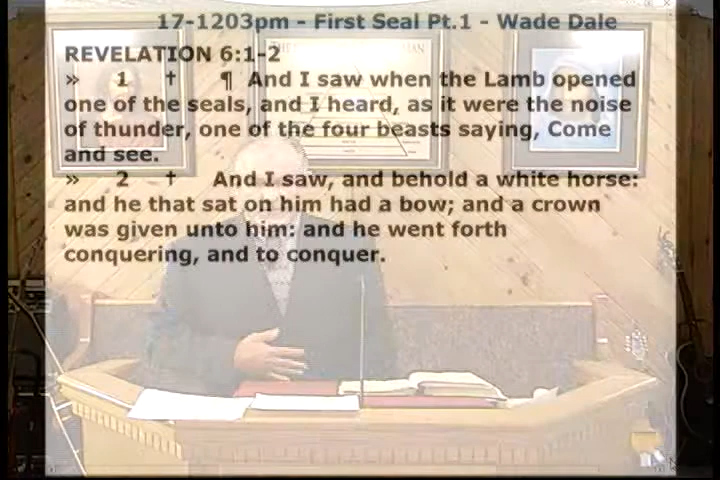 17-1203pm - First Seal Pt.1 - Wade Dale
REVELATION 6:1-2
» 1 † ¶ And I saw when the Lamb opened
one of the seals, and I heard, as it were the noise
of thunder, one of the four beasts saying, Come
and see.
» 2 † And I saw, and behold a white horse:
and he that sat on him had a bow; and a crown
was given unto him: and he went forth
conquering, and to conquer.